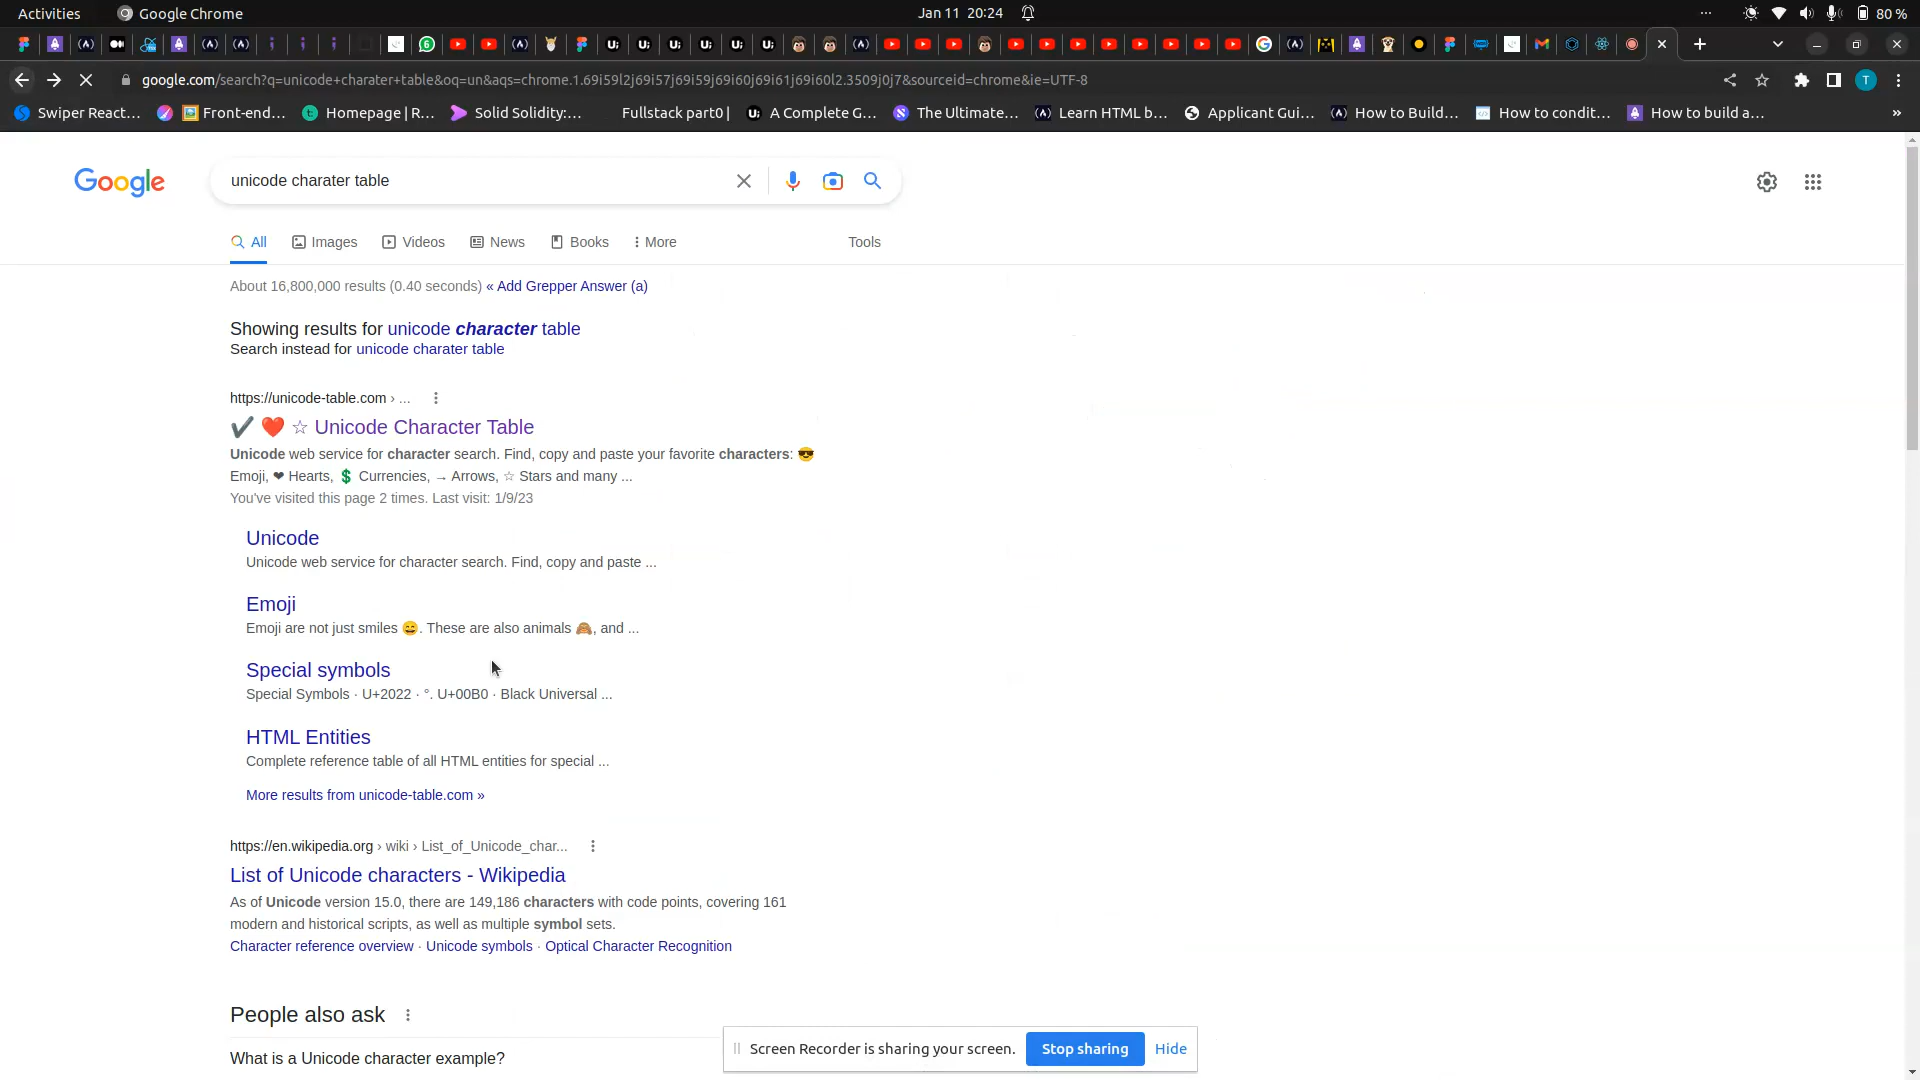 Activities
Google Chrome
Jan 11 20:24
80 %
google.com/search?q=unicode+charater+table&oq=un&aqs=chrome.1.69i59l2j69i57j69i59j69i60j69i61j69i60l2.3509j0j7&sourceid=chrome&ie=UTF-8
T
Swiper React...
Front-end...
Homepage | R...
Solid Solidity:...
Fullstack part0 |
A Complete G...
The Ultimate...
Learn HTML b...
Applicant Gui...
How to Build...
How to condit...
How to build a...
»
Google
unicode charater table
All
Images
Videos
News
Books
More
Tools
About 16,800,000 results (0.40 seconds) « Add Grepper Answer (a)
Showing results for unicode character table
Search instead for unicode charater table
https://unicode-table.com › ...
✔️ ❤️ ☆ Unicode Character Table
Unicode web service for character search. Find, copy and paste your favorite characters: 😎
Emoji, ❤ Hearts, 💲 Currencies, → Arrows, ☆ Stars and many ...
You've visited this page 2 times. Last visit: 1/9/23
Unicode
Unicode web service for character search. Find, copy and paste ...
Emoji
Emoji are not just smiles 😄. These are also animals 🙈, and ...
Special symbols
Special Symbols · U+2022 · °. U+00B0 · Black Universal ...
HTML Entities
Complete reference table of all HTML entities for special ...
More results from unicode-table.com »
https://en.wikipedia.org › wiki › List_of_Unicode_char...
List of Unicode characters - Wikipedia
As of Unicode version 15.0, there are 149,186 characters with code points, covering 161
modern and historical scripts, as well as multiple symbol sets.
Character reference overview · Unicode symbols · Optical Character Recognition
People also ask
What is a Unicode character example?
Screen Recorder is sharing your screen.
Stop sharing
Hide